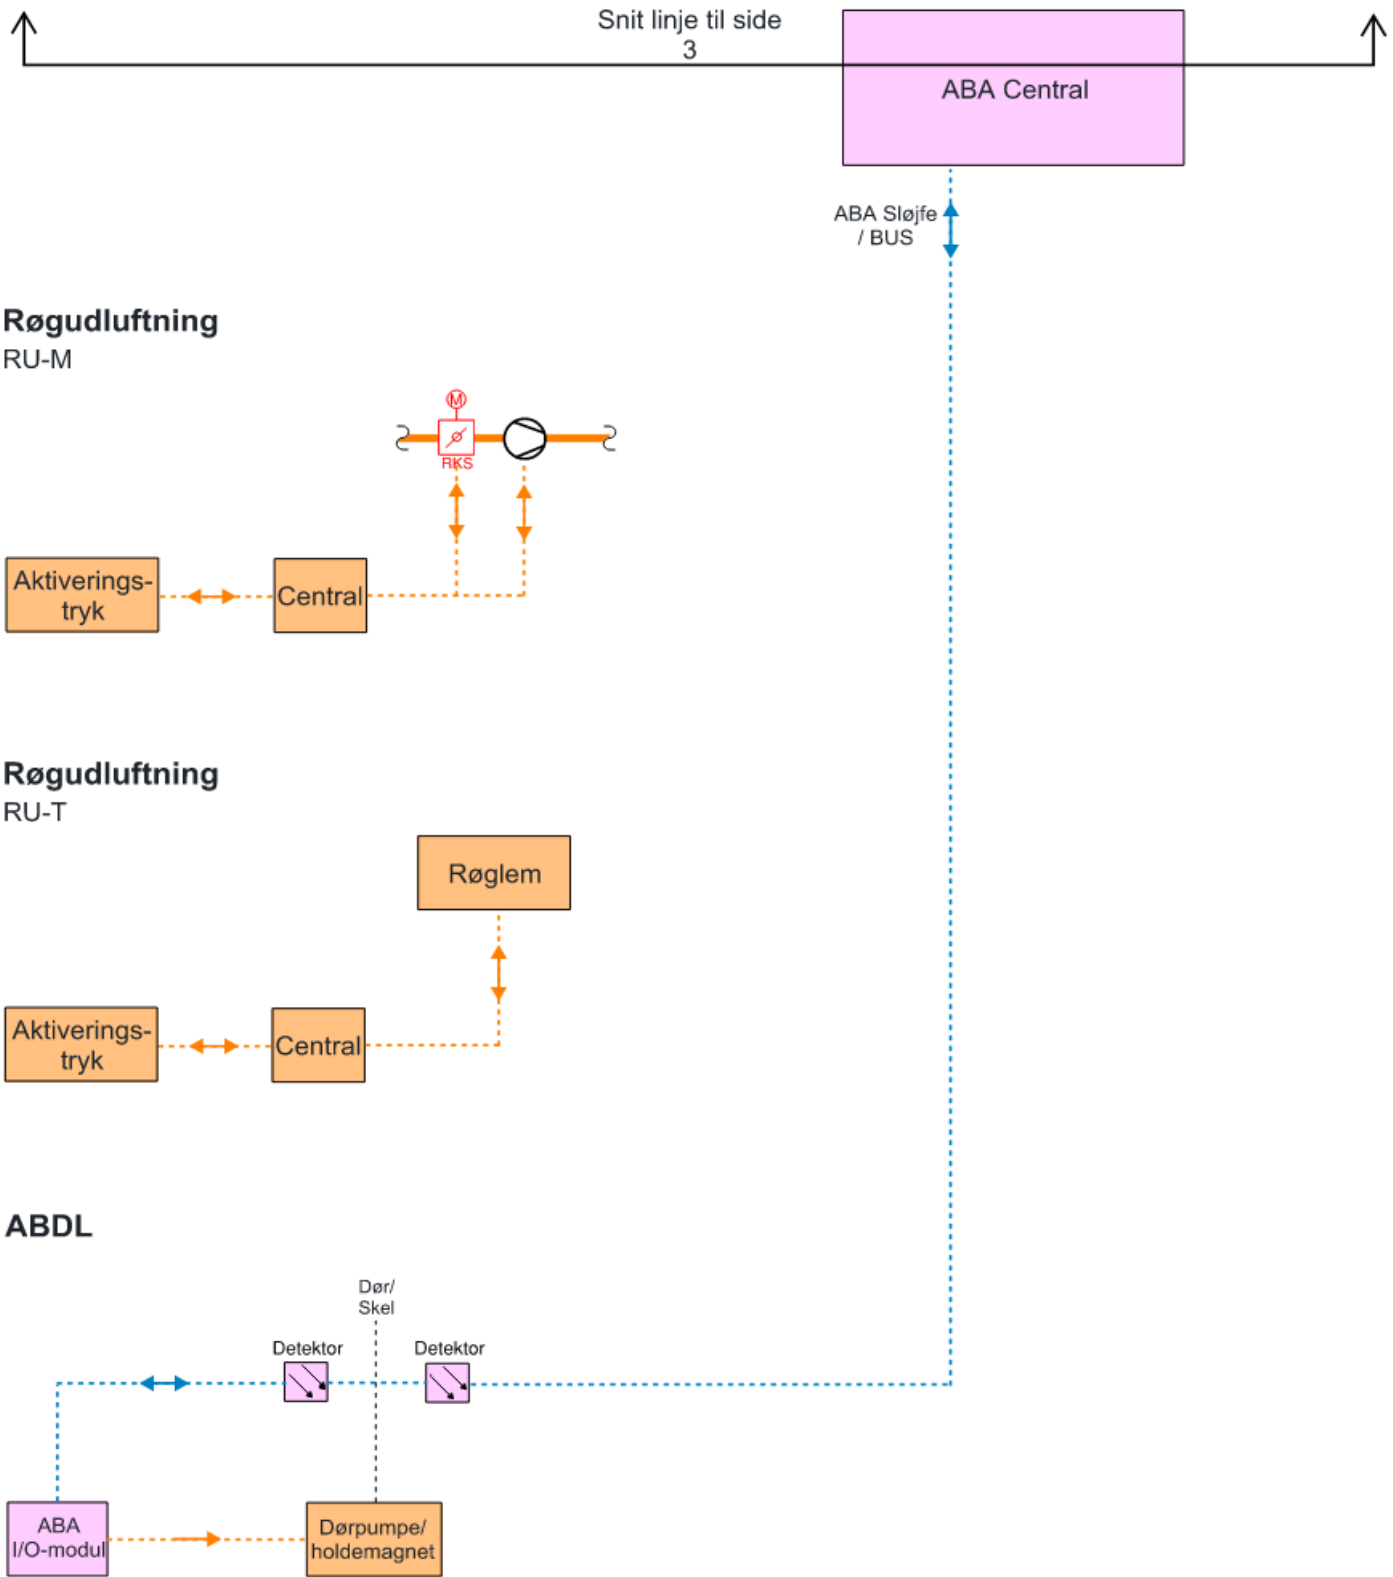 Snit linje til side
3
ABA Central
ABA Sløjfe
/ BUS
Røgudluftning
RU-M
M
RKS
Aktiverings-
tryk
Central
Røgudluftning
RU-T
Røglem
Aktiverings-
tryk
Central
ABDL
Dør/
Skel
Detektor
Detektor
ABA
I/O-modul
Dørpumpe/
holdemagnet